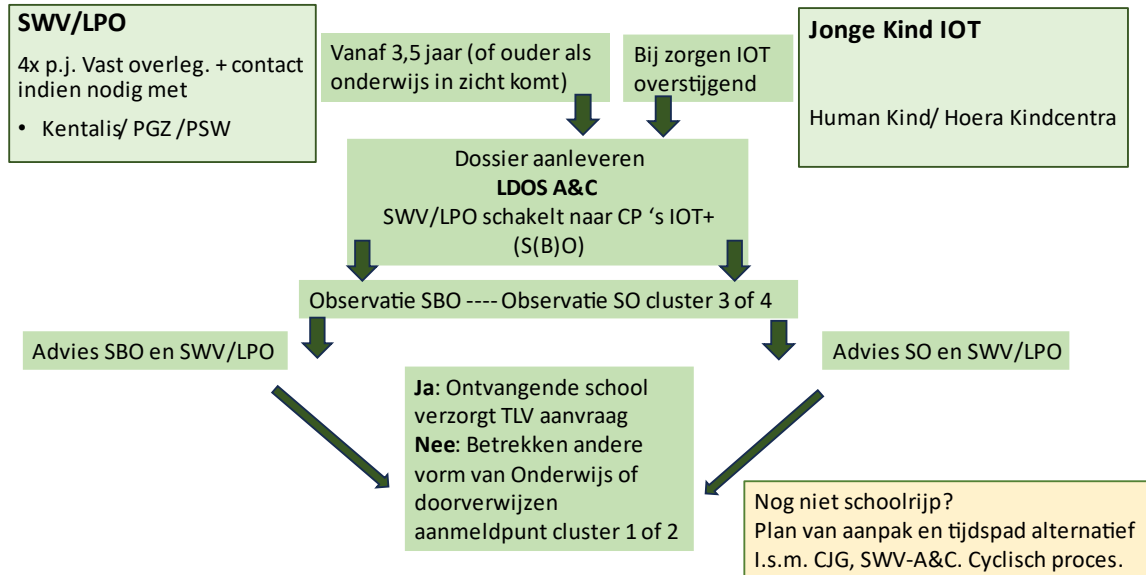 SWV/LPO
4x p.j. Vast overleg. + contact
indien nodig met
• Kentalis/ PGZ /PSW
Vanaf 3,5 jaar (of ouder als
onderwijs in zicht komt)
Bij zorgen IOT
overstijgend
Jonge Kind IOT
Human Kind/ Hoera Kindcentra
Dossier aanleveren
LDOS A&C
SWV/LPO schakelt naar CP ‘s IOT+
(S(B)O)
Observatie SBO ---- Observatie SO cluster 3 of 4
Advies SBO en SWV/LPO
Advies SO en SWV/LPO
Ja: Ontvangende school
verzorgt TLV aanvraag
Nee: Betrekken andere
vorm van Onderwijs of
doorverwijzen
aanmeldpunt cluster 1 of 2
Nog niet schoolrijp?
Plan van aanpak en tijdspad alternatief
I.s.m. CJG, SWV-A&C. Cyclisch proces.